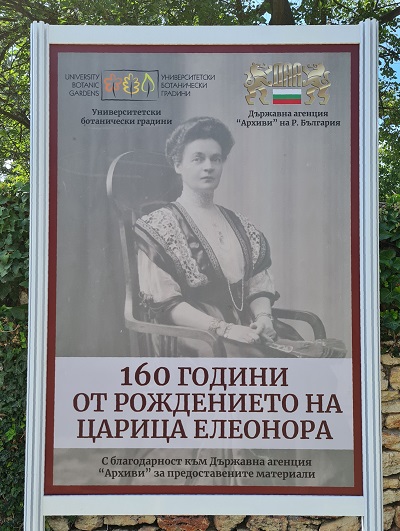 UNIVERSITY
BOTANIC
GARDENS
УНИВЕРСИТЕТСКИ
БОТАНИЧЕСКИ
ГРАДИНИ
Университетски
ботанически градини
ДАА
Държавна агенция
"Архиви" на Р. България
160 ГОДИНИ
ОТ РОЖДЕНИЕТО НА
ЦАРИЦА ЕЛЕОНОРА
С благодарност към Държавна агенция
"Архиви" за предоставените материали